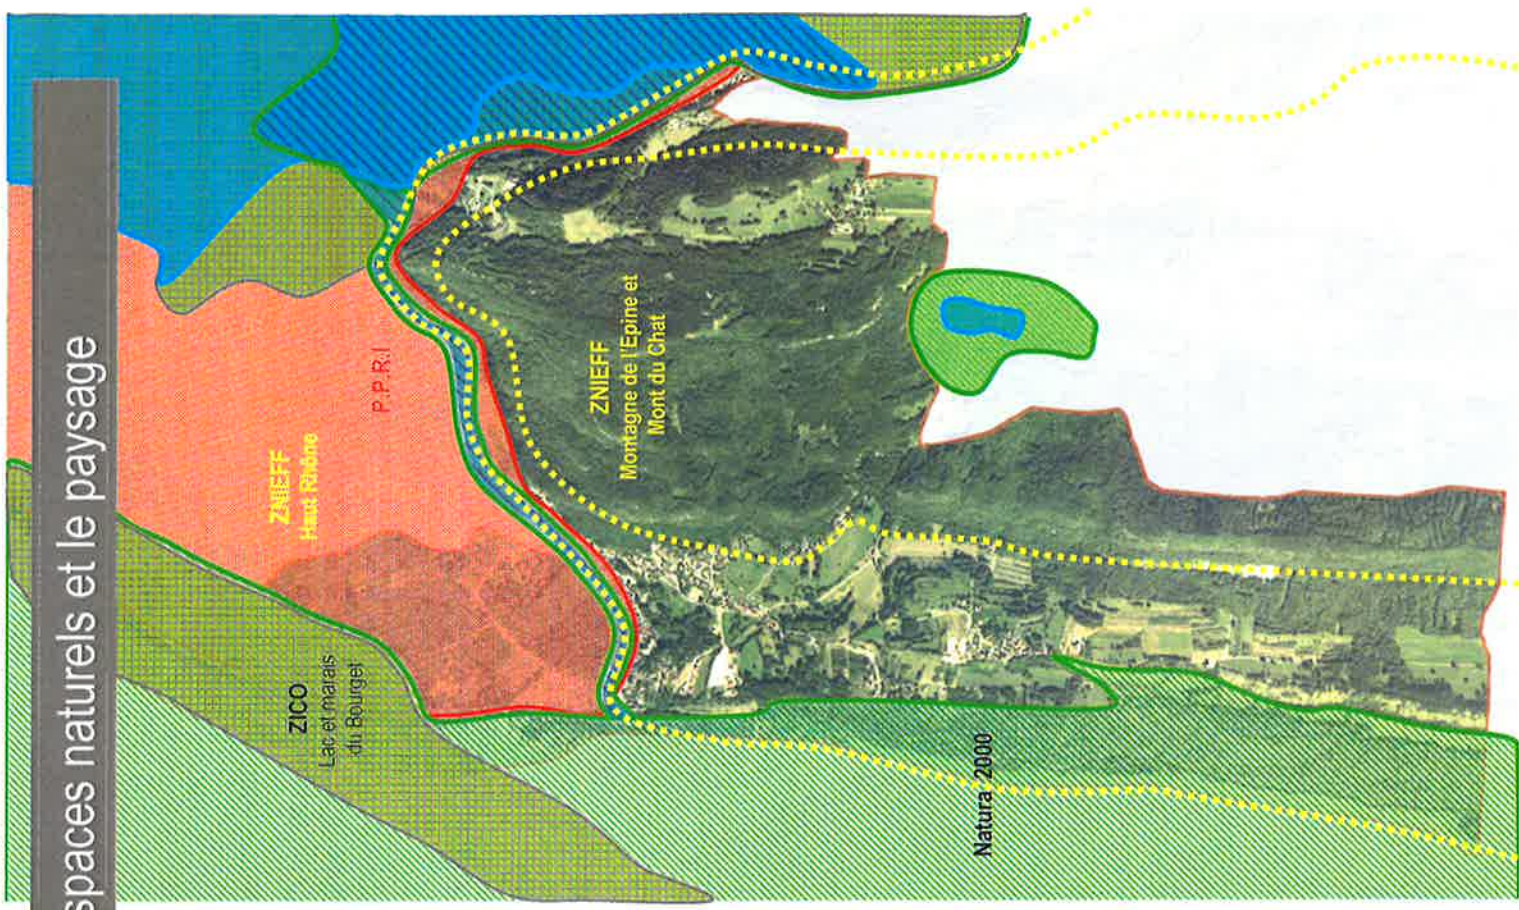 spaces naturels et le paysage
ZNIEFF
Haut Rhône
P.P.R.I
ZICO
Lac et marais
du Bourget
ZNIEFF
Montagne de l'Epine et
Mont du Chat
Natura 2000